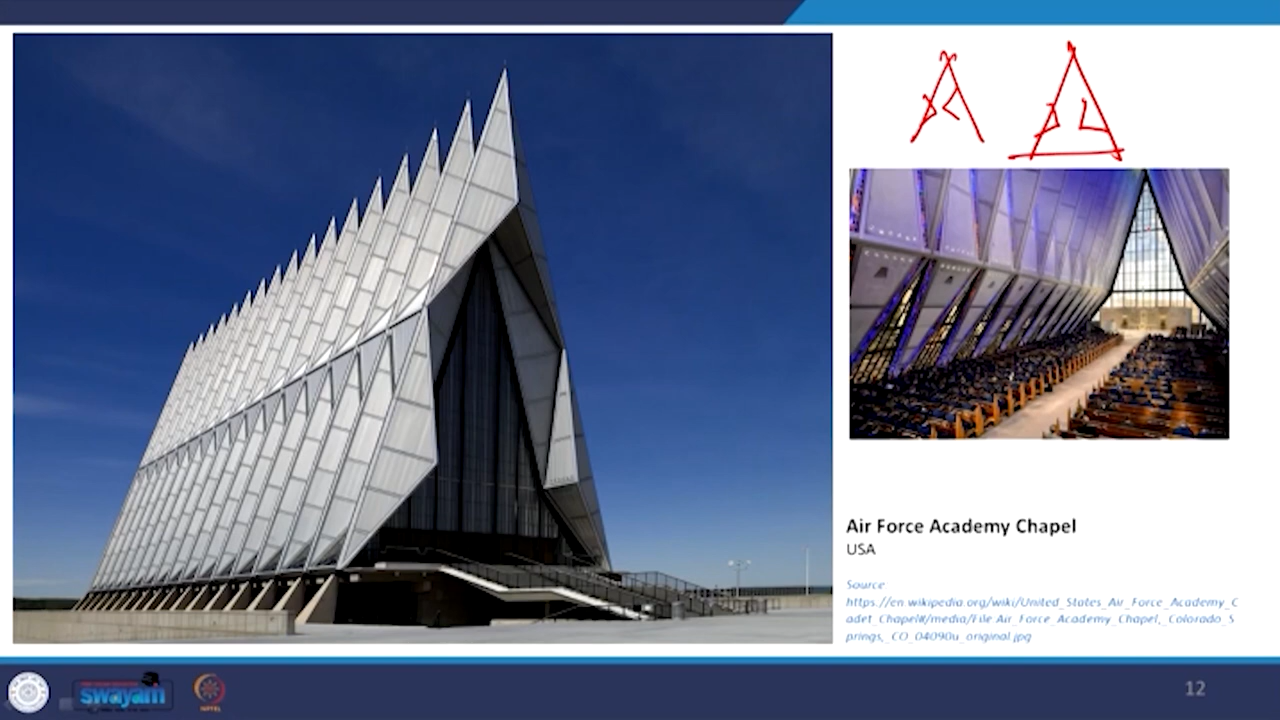 Air Force Academy Chapel
USA
Source:
https://en.wikipedia.org/wiki/United_States_Air_Force_Academy_C
adet_Chapel#/media/File:Air_Force_Academy_Chapel,_Colorado_S
prings,_CO_04090u_original.jpg
swayam
NPTEL
12